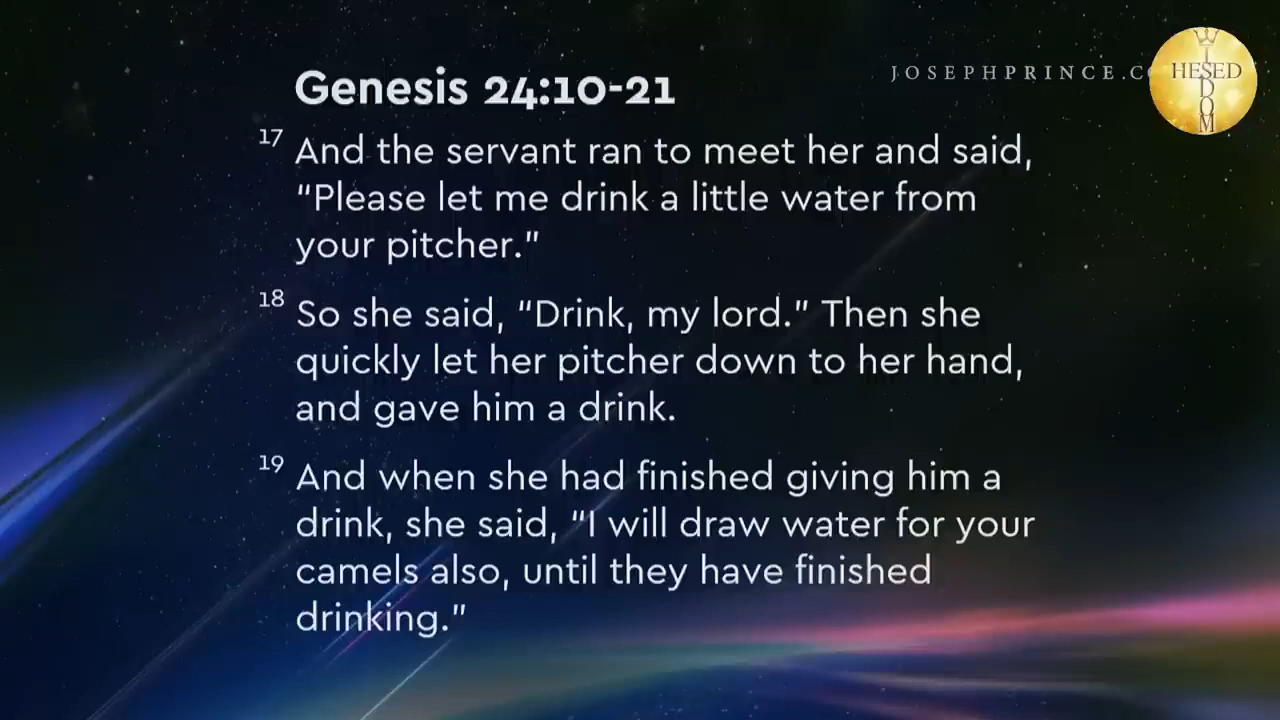 JOSEPHPRINCE.C
HESED
WISDOM
Genesis 24:10-21
17 And the servant ran to meet her and said,
“Please let me drink a little water from
your pitcher.”
18 So she said, “Drink, my lord.” Then she
quickly let her pitcher down to her hand,
and gave him a drink.
19 And when she had finished giving him a
drink, she said, “I will draw water for your
camels also, until they have finished
drinking.”